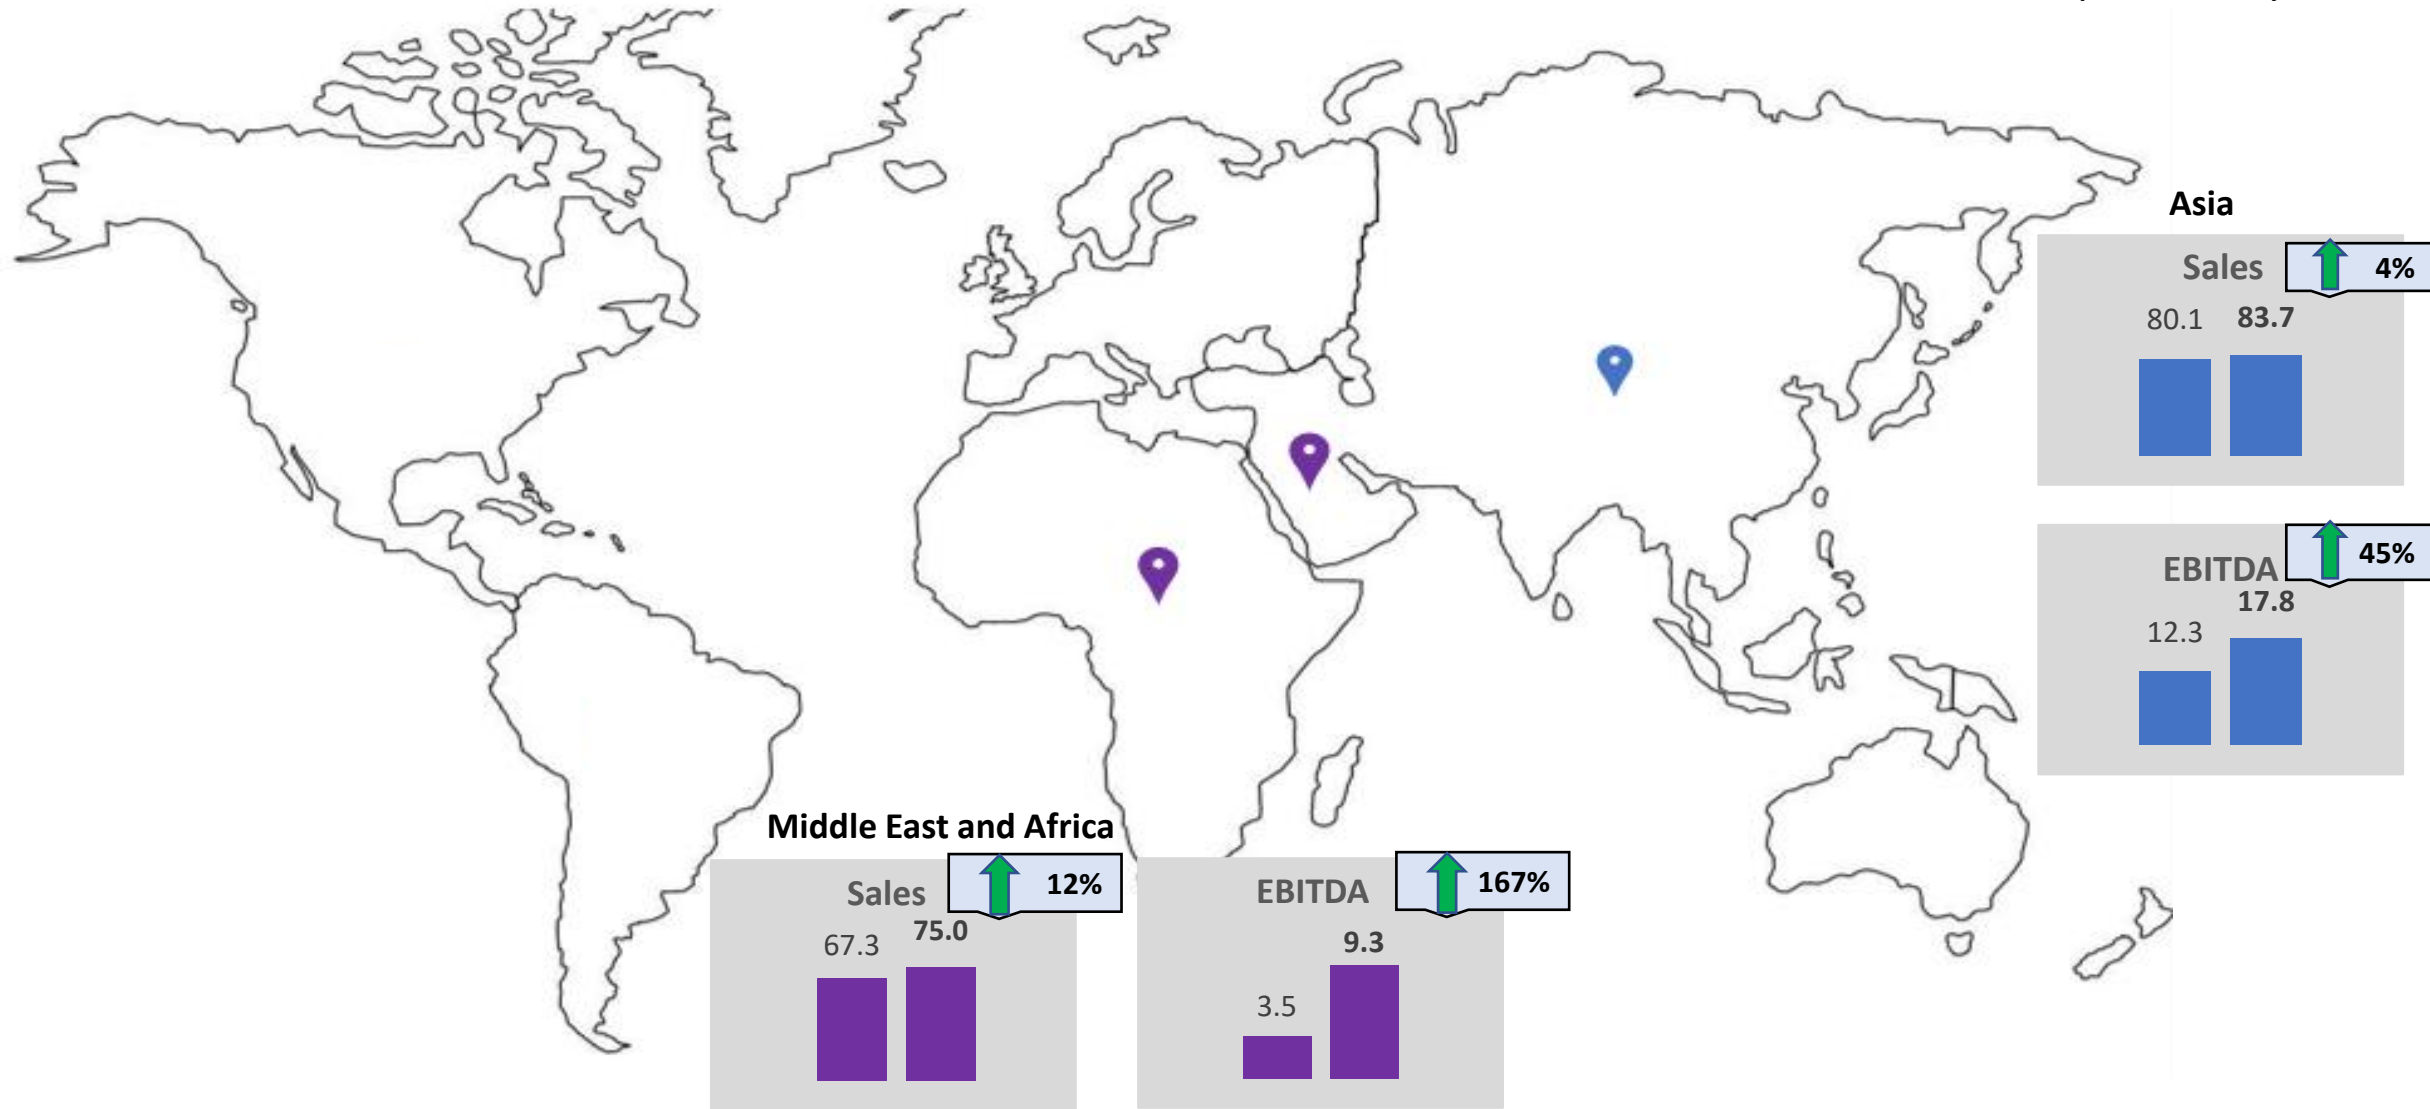 Asia
Sales
4%
80.1
83.7
EBITDA
45%
17.8
12.3
Middle East and Africa
Sales
12%
75.0
67.3
EBITDA
167%
9.3
3.5